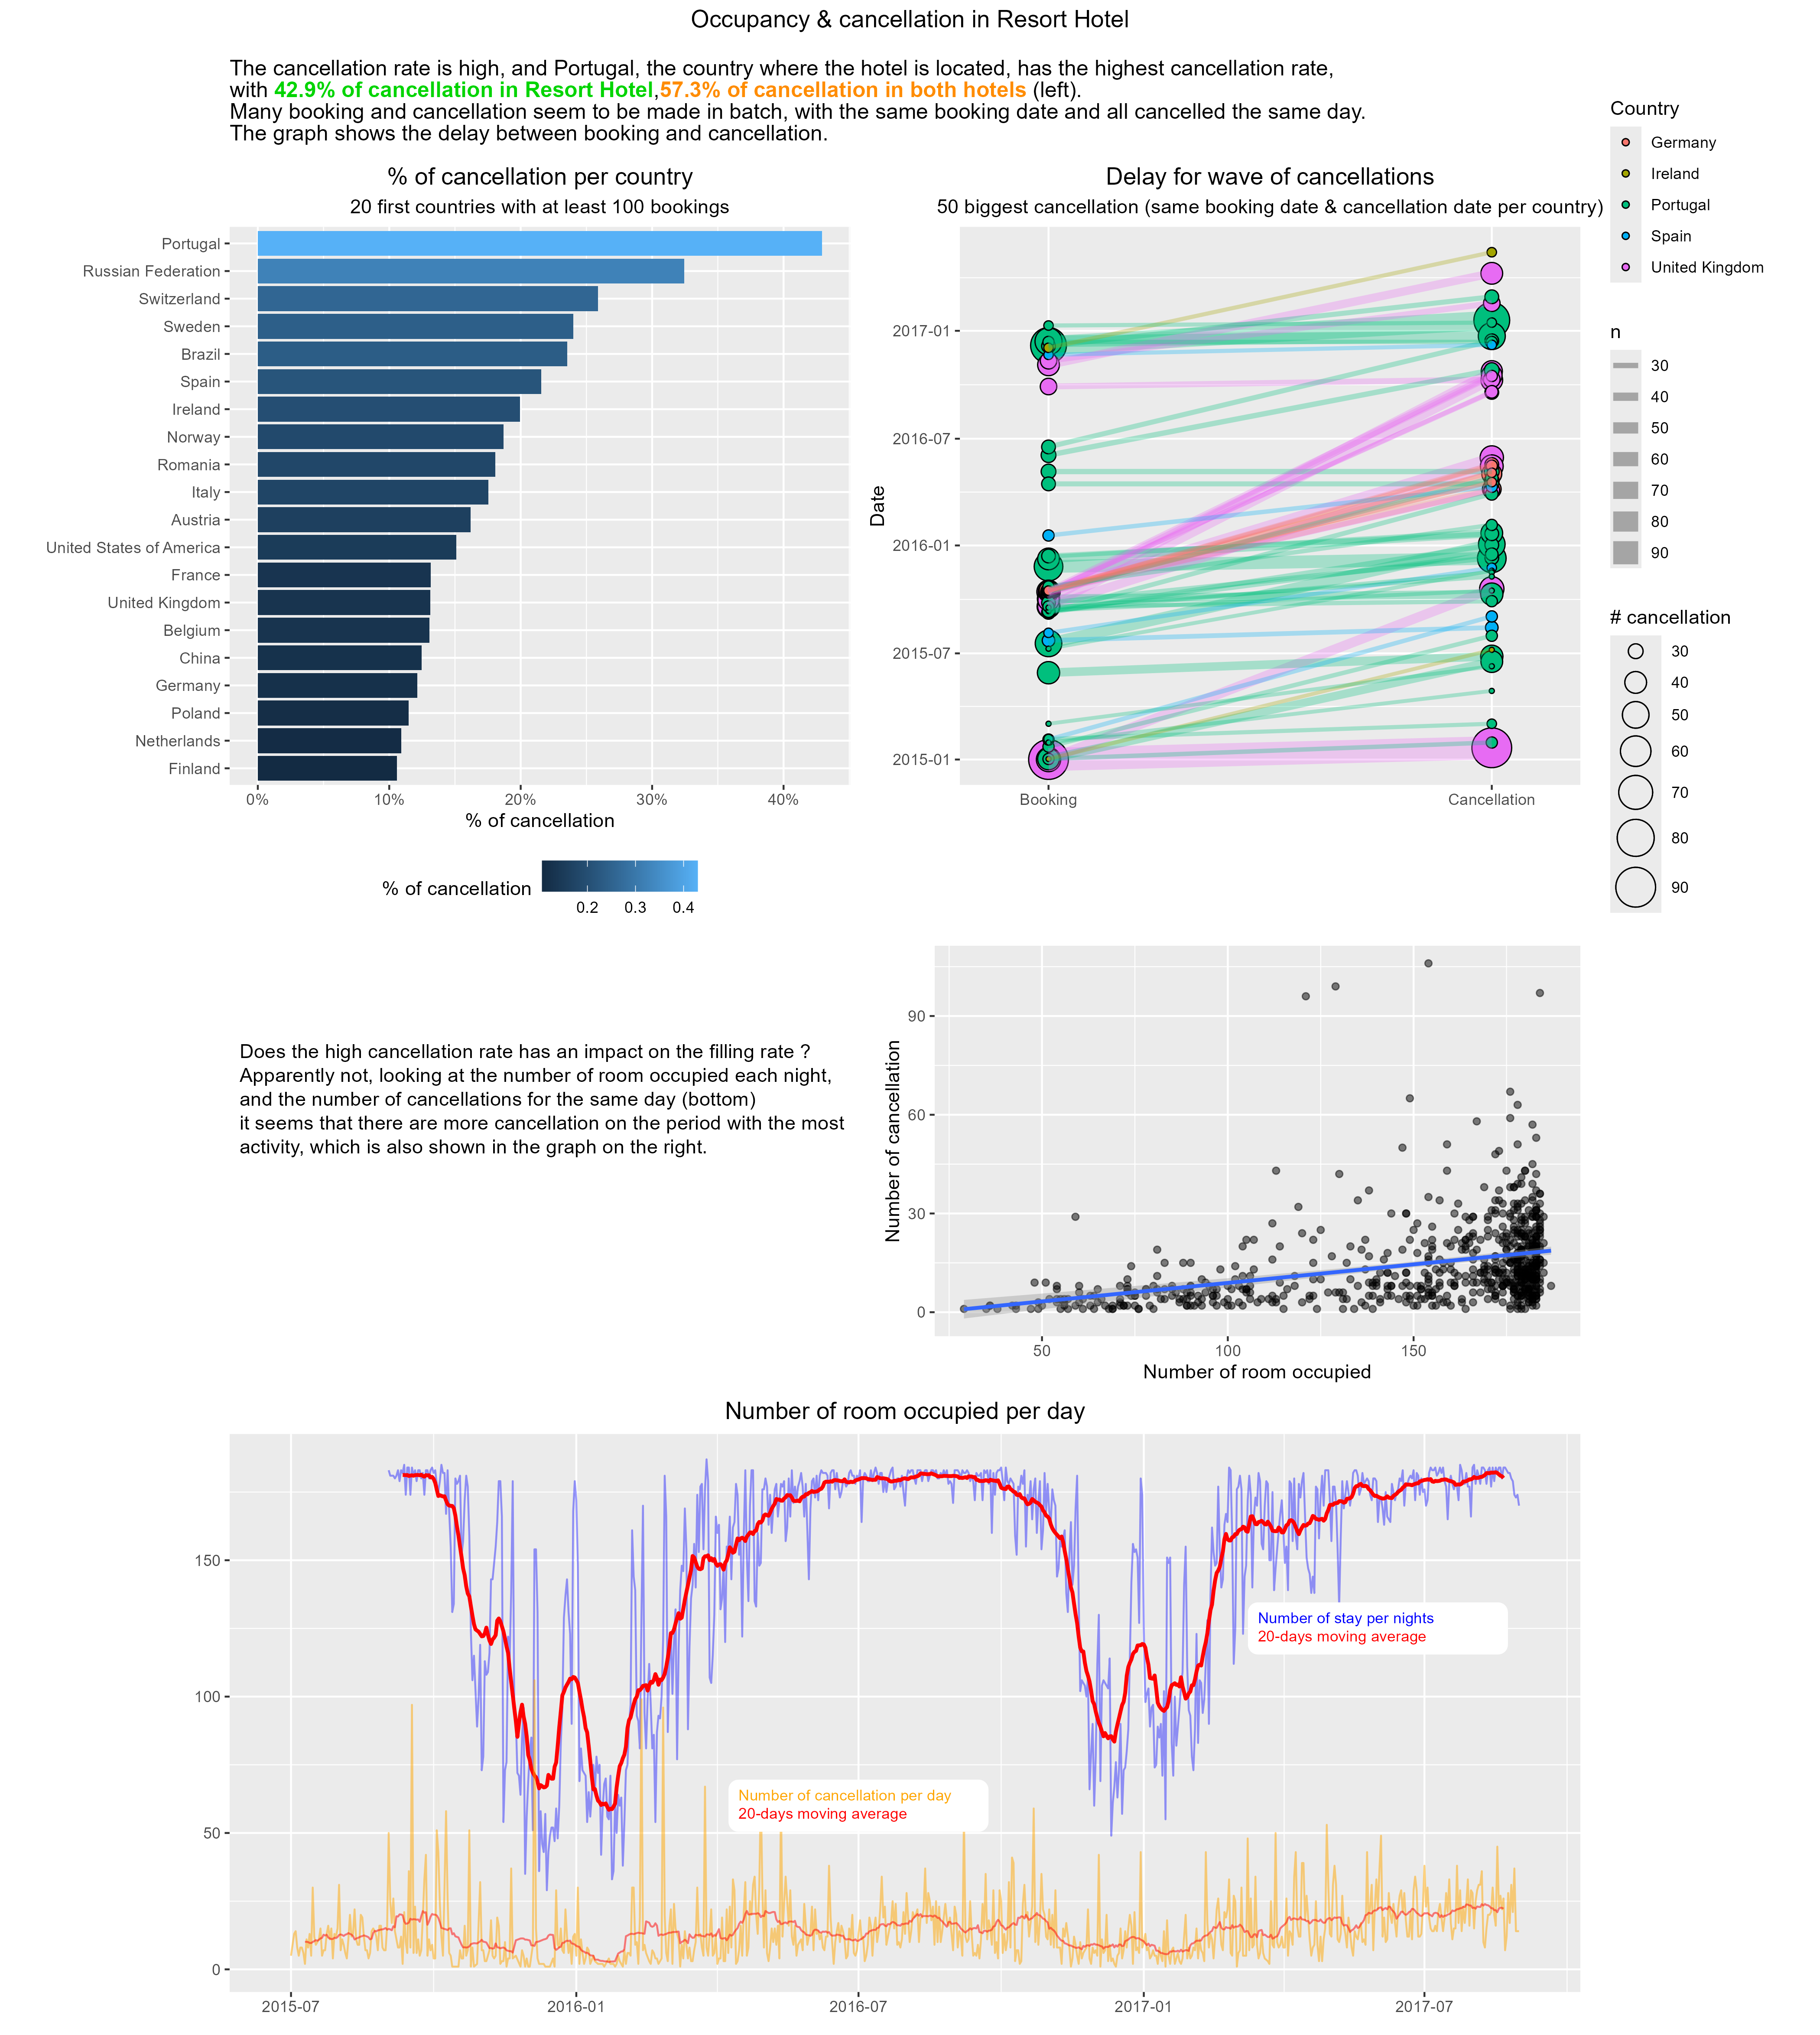 Occupancy & cancellation in Resort Hotel
The cancellation rate is high, and Portugal, the country where the hotel is located, has the highest cancellation rate,
with 42.9% of cancellation in Resort Hotel,57.3% of cancellation in both hotels (left).
Many booking and cancellation seem to be made in batch, with the same booking date and all cancelled the same day.
The graph shows the delay between booking and cancellation.
% of cancellation per country
20 first countries with at least 100 bookings
Portugal
Russian Federation
Switzerland
Sweden
Brazil
Spain
Ireland
Norway
Romania
Italy
Austria
United States of America
France
United Kingdom
Belgium
China
Germany
Poland
Netherlands
Finland
0% 10% 20% 30% 40%
% of cancellation
% of cancellation
0.2 0.3 0.4
Delay for wave of cancellations
50 biggest cancellation (same booking date & cancellation date per country)
Date
2017-01
2016-07
2016-01
2015-07
2015-01
Booking Cancellation
Country
Germany
Ireland
Portugal
Spain
United Kingdom
n
30
40
50
60
70
80
90
# cancellation
30
40
50
60
70
80
90
Does the high cancellation rate has an impact on the filling rate ?
Apparently not, looking at the number of room occupied each night,
and the number of cancellations for the same day (bottom)
it seems that there are more cancellation on the period with the most
activity, which is also shown in the graph on the right.
Number of cancellation
90
60
30
0
50 100 150
Number of room occupied
Number of room occupied per day
150
100
50
0
Number of stay per nights
20-days moving average
Number of cancellation per day
20-days moving average
2015-07 2016-01 2016-07 2017-01 2017-07